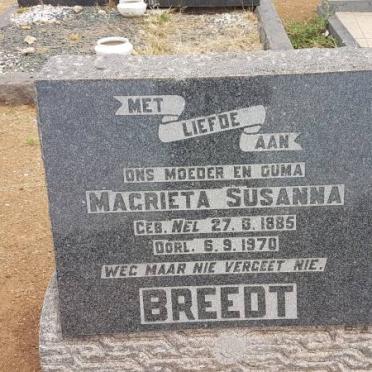 MET
LIEFDE
AAN
ONS MOEDER EN OUMA
MAGRIETA SUSANNA
GEB. NEL 27.6.1885
OORL. 6.9.1970
WEG MAAR NIE VERGEET NIE.
BREEDT